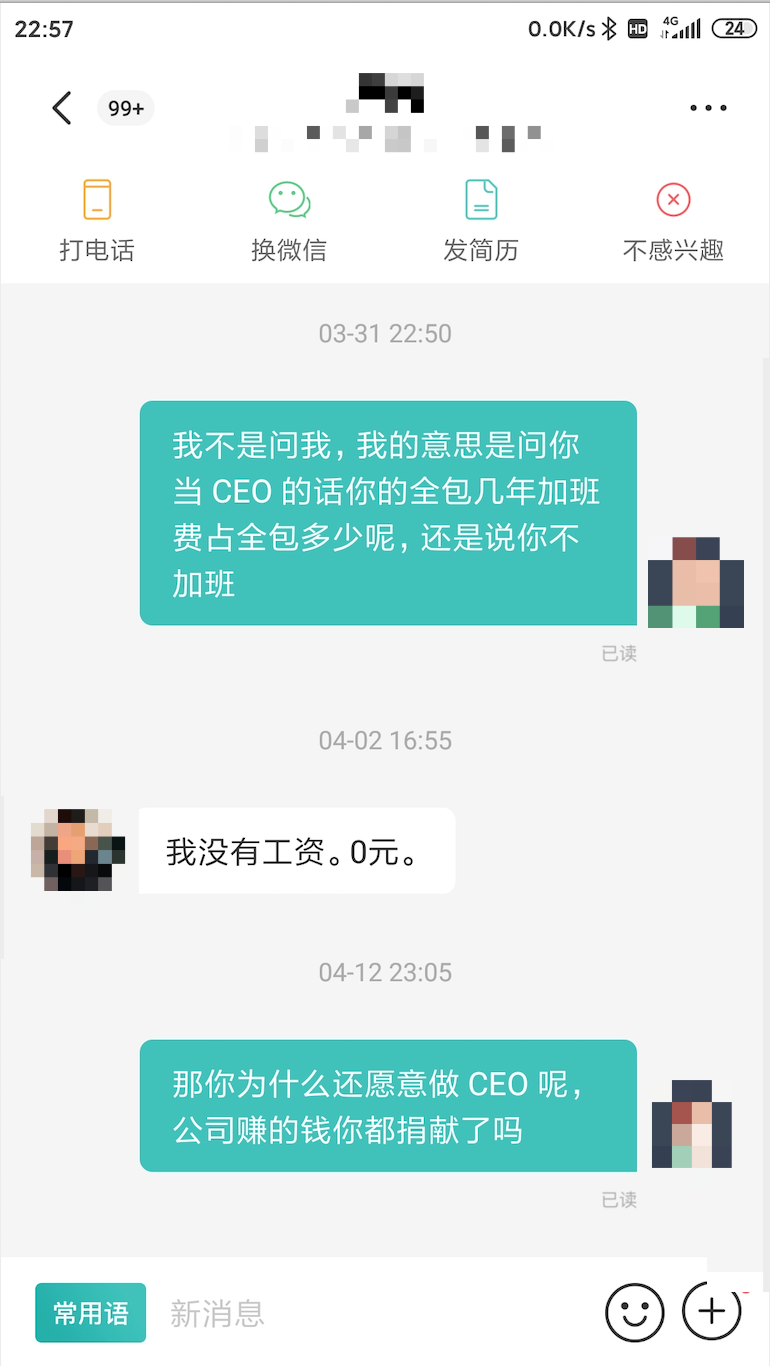 22:57
0.0K/s HD 4G 24
99+
打电话 换微信 发简历 不感兴趣
03-31 22:50
我不是问我，我的意思是问你
当 CEO 的话你的全包几年加班
费占全包多少呢，还是说你不
加班
已读
04-02 16:55
我没有工资。0元。
04-12 23:05
那你为什么还愿意做 CEO 呢，
公司赚的钱你都捐献了吗
已读
常用语 新消息